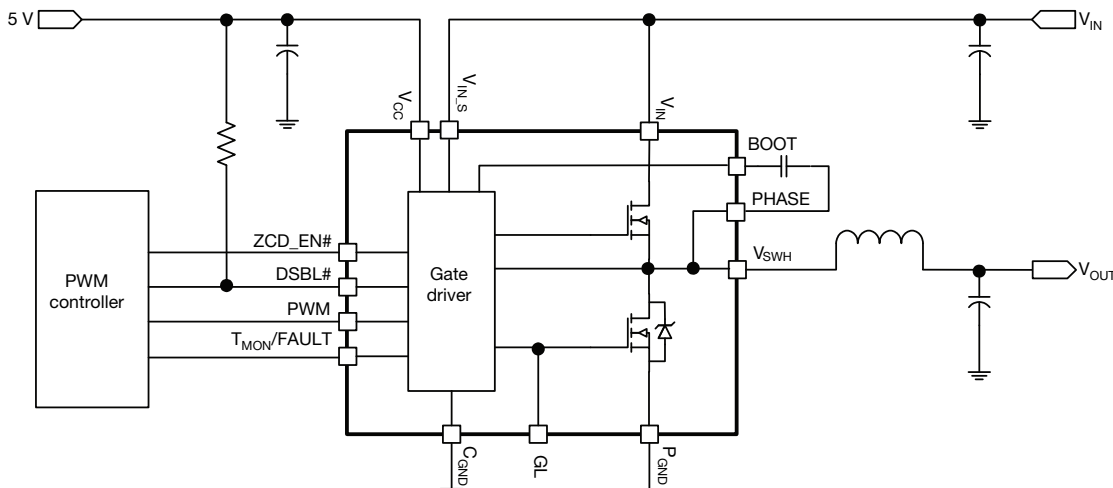 5 V
V_IN
V_CC
V_IN_S
V_IN
BOOT
PHASE
ZCD_EN#
V_SWH
DSBL#
PWM
controller
Gate
driver
V_OUT
PWM
T_MON/FAULT
C_GND
GL
P_GND